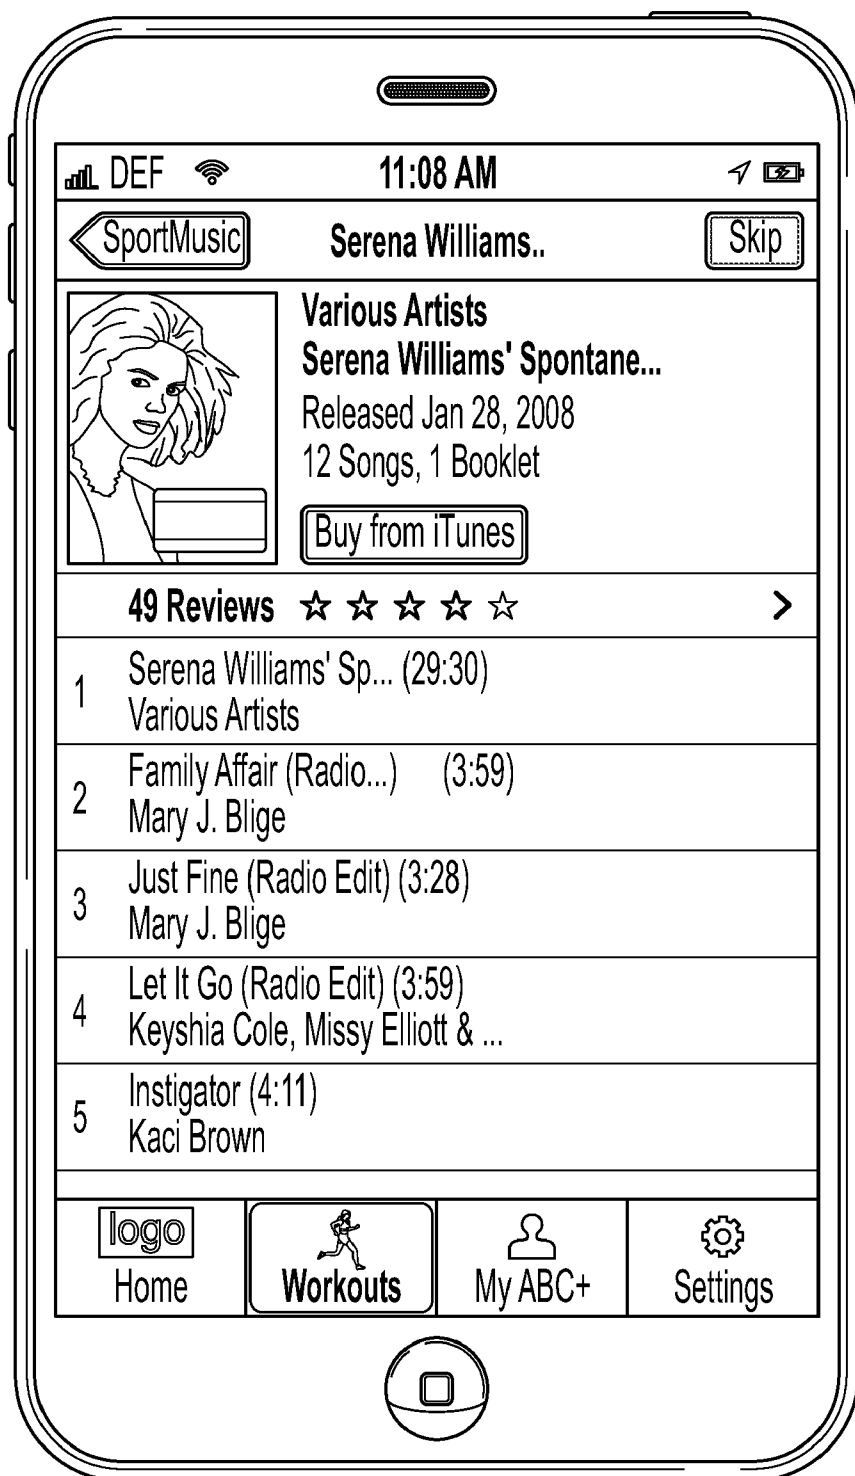 DEF 11:08 AM
SportMusic Serena Williams.. Skip
Various Artists
Serena Williams' Spontane...
Released Jan 28, 2008
12 Songs, 1 Booklet
Buy from iTunes
49 Reviews
1 Serena Williams' Sp... (29:30)
Various Artists
2 Family Affair (Radio...) (3:59)
Mary J. Blige
3 Just Fine (Radio Edit) (3:28)
Mary J. Blige
4 Let It Go (Radio Edit) (3:59)
Keyshia Cole, Missy Elliott & ...
5 Instigator (4:11)
Kaci Brown
logo
Home Workouts My ABC+ Settings